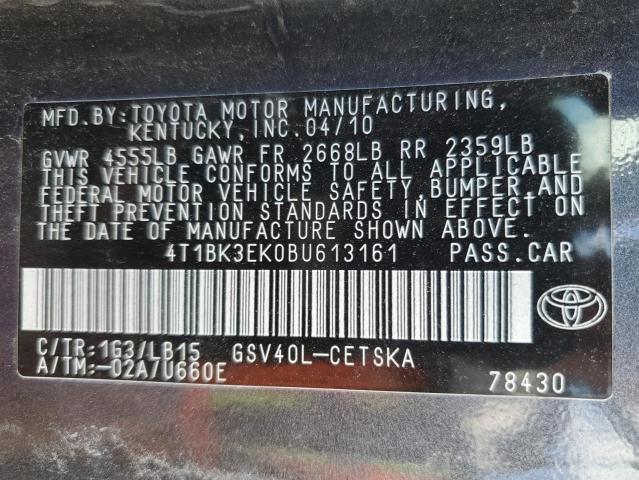 MFD.BY:TOYOTA MOTOR MANUFACTURING,
KENTUCKY,INC.04/10
GVWR 4555LB GAWR FR 2668LB RR 2359LB
THIS VEHICLE CONFORMS TO ALL APPLICABLE
FEDERAL MOTOR VEHICLE SAFETY,BUMPER,AND
THEFT PREVENTION STANDARDS IN EFFECT ON
THE DATE OF MANUFACTURE SHOWN ABOVE.
4T1BK3EK0BU613161 PASS.CAR
C/TR:1G3/LB15 GSV40L-CETSKA
A/TM:-02A/U660E
78430